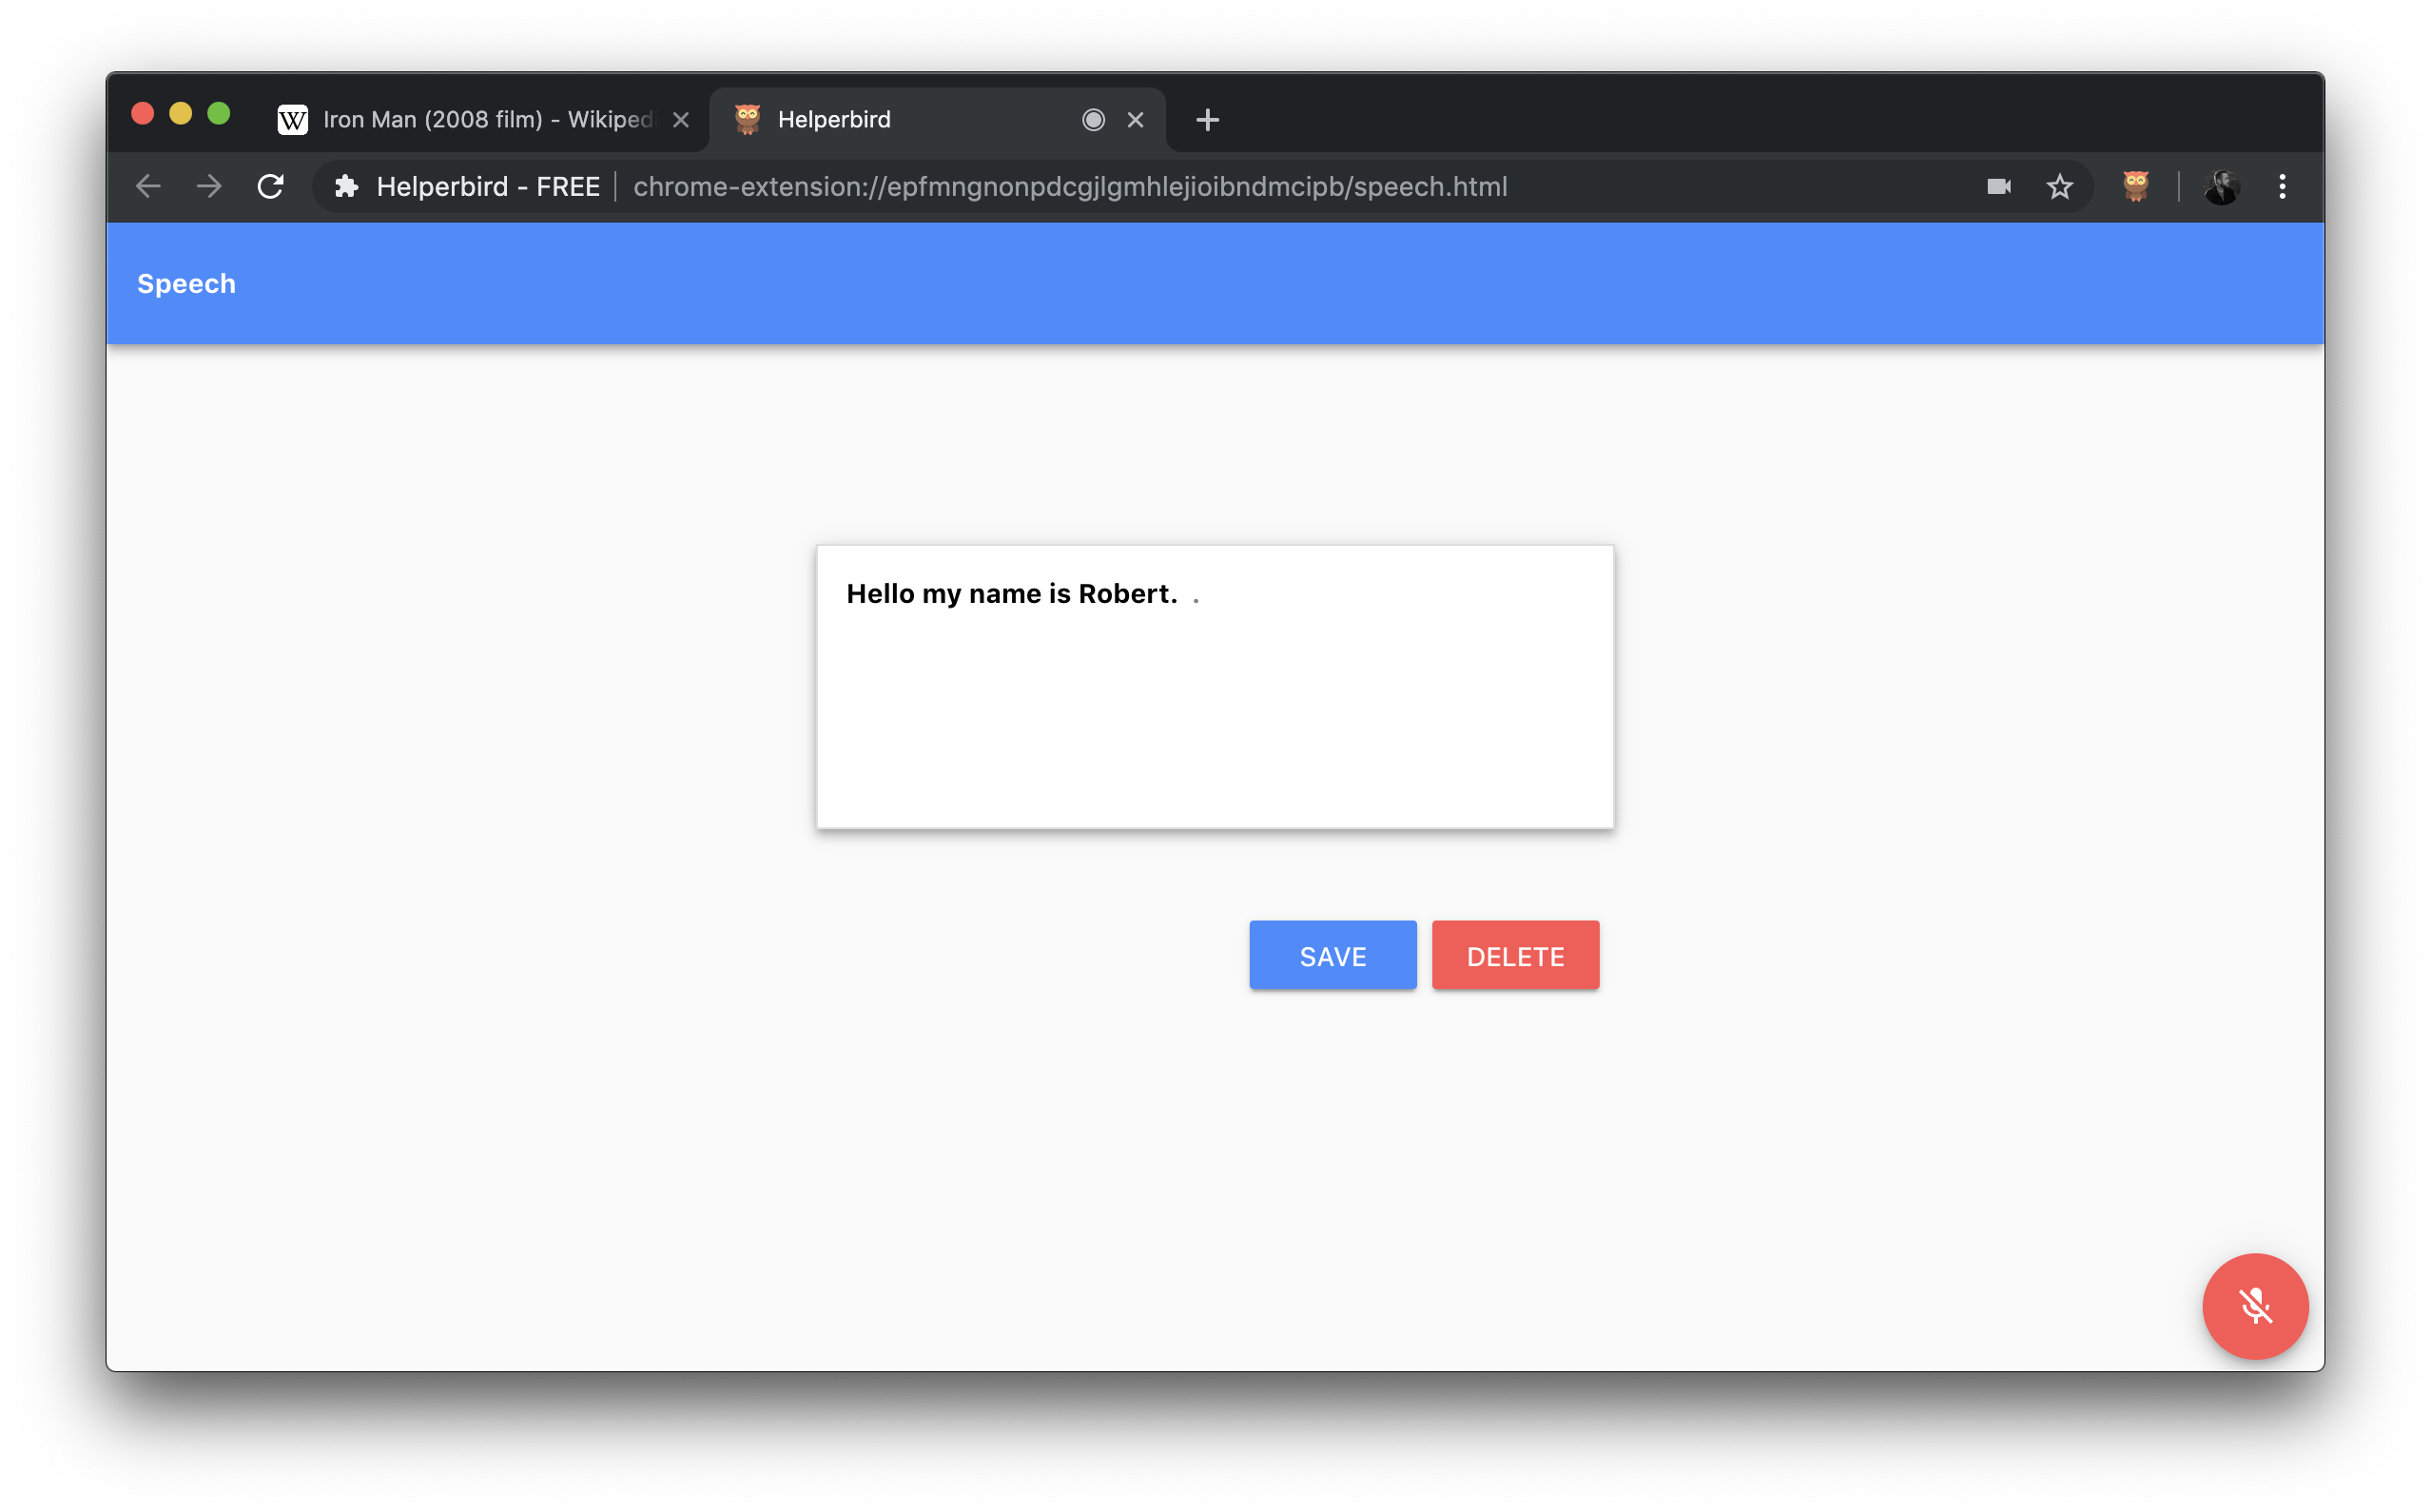 W Iron Man (2008 film) - Wikiped
Helperbird
Helperbird - FREE
chrome-extension://epfmngnonpdcgjlgmhlejioibndmcipb/speech.html
Speech
Hello my name is Robert. .
SAVE
DELETE